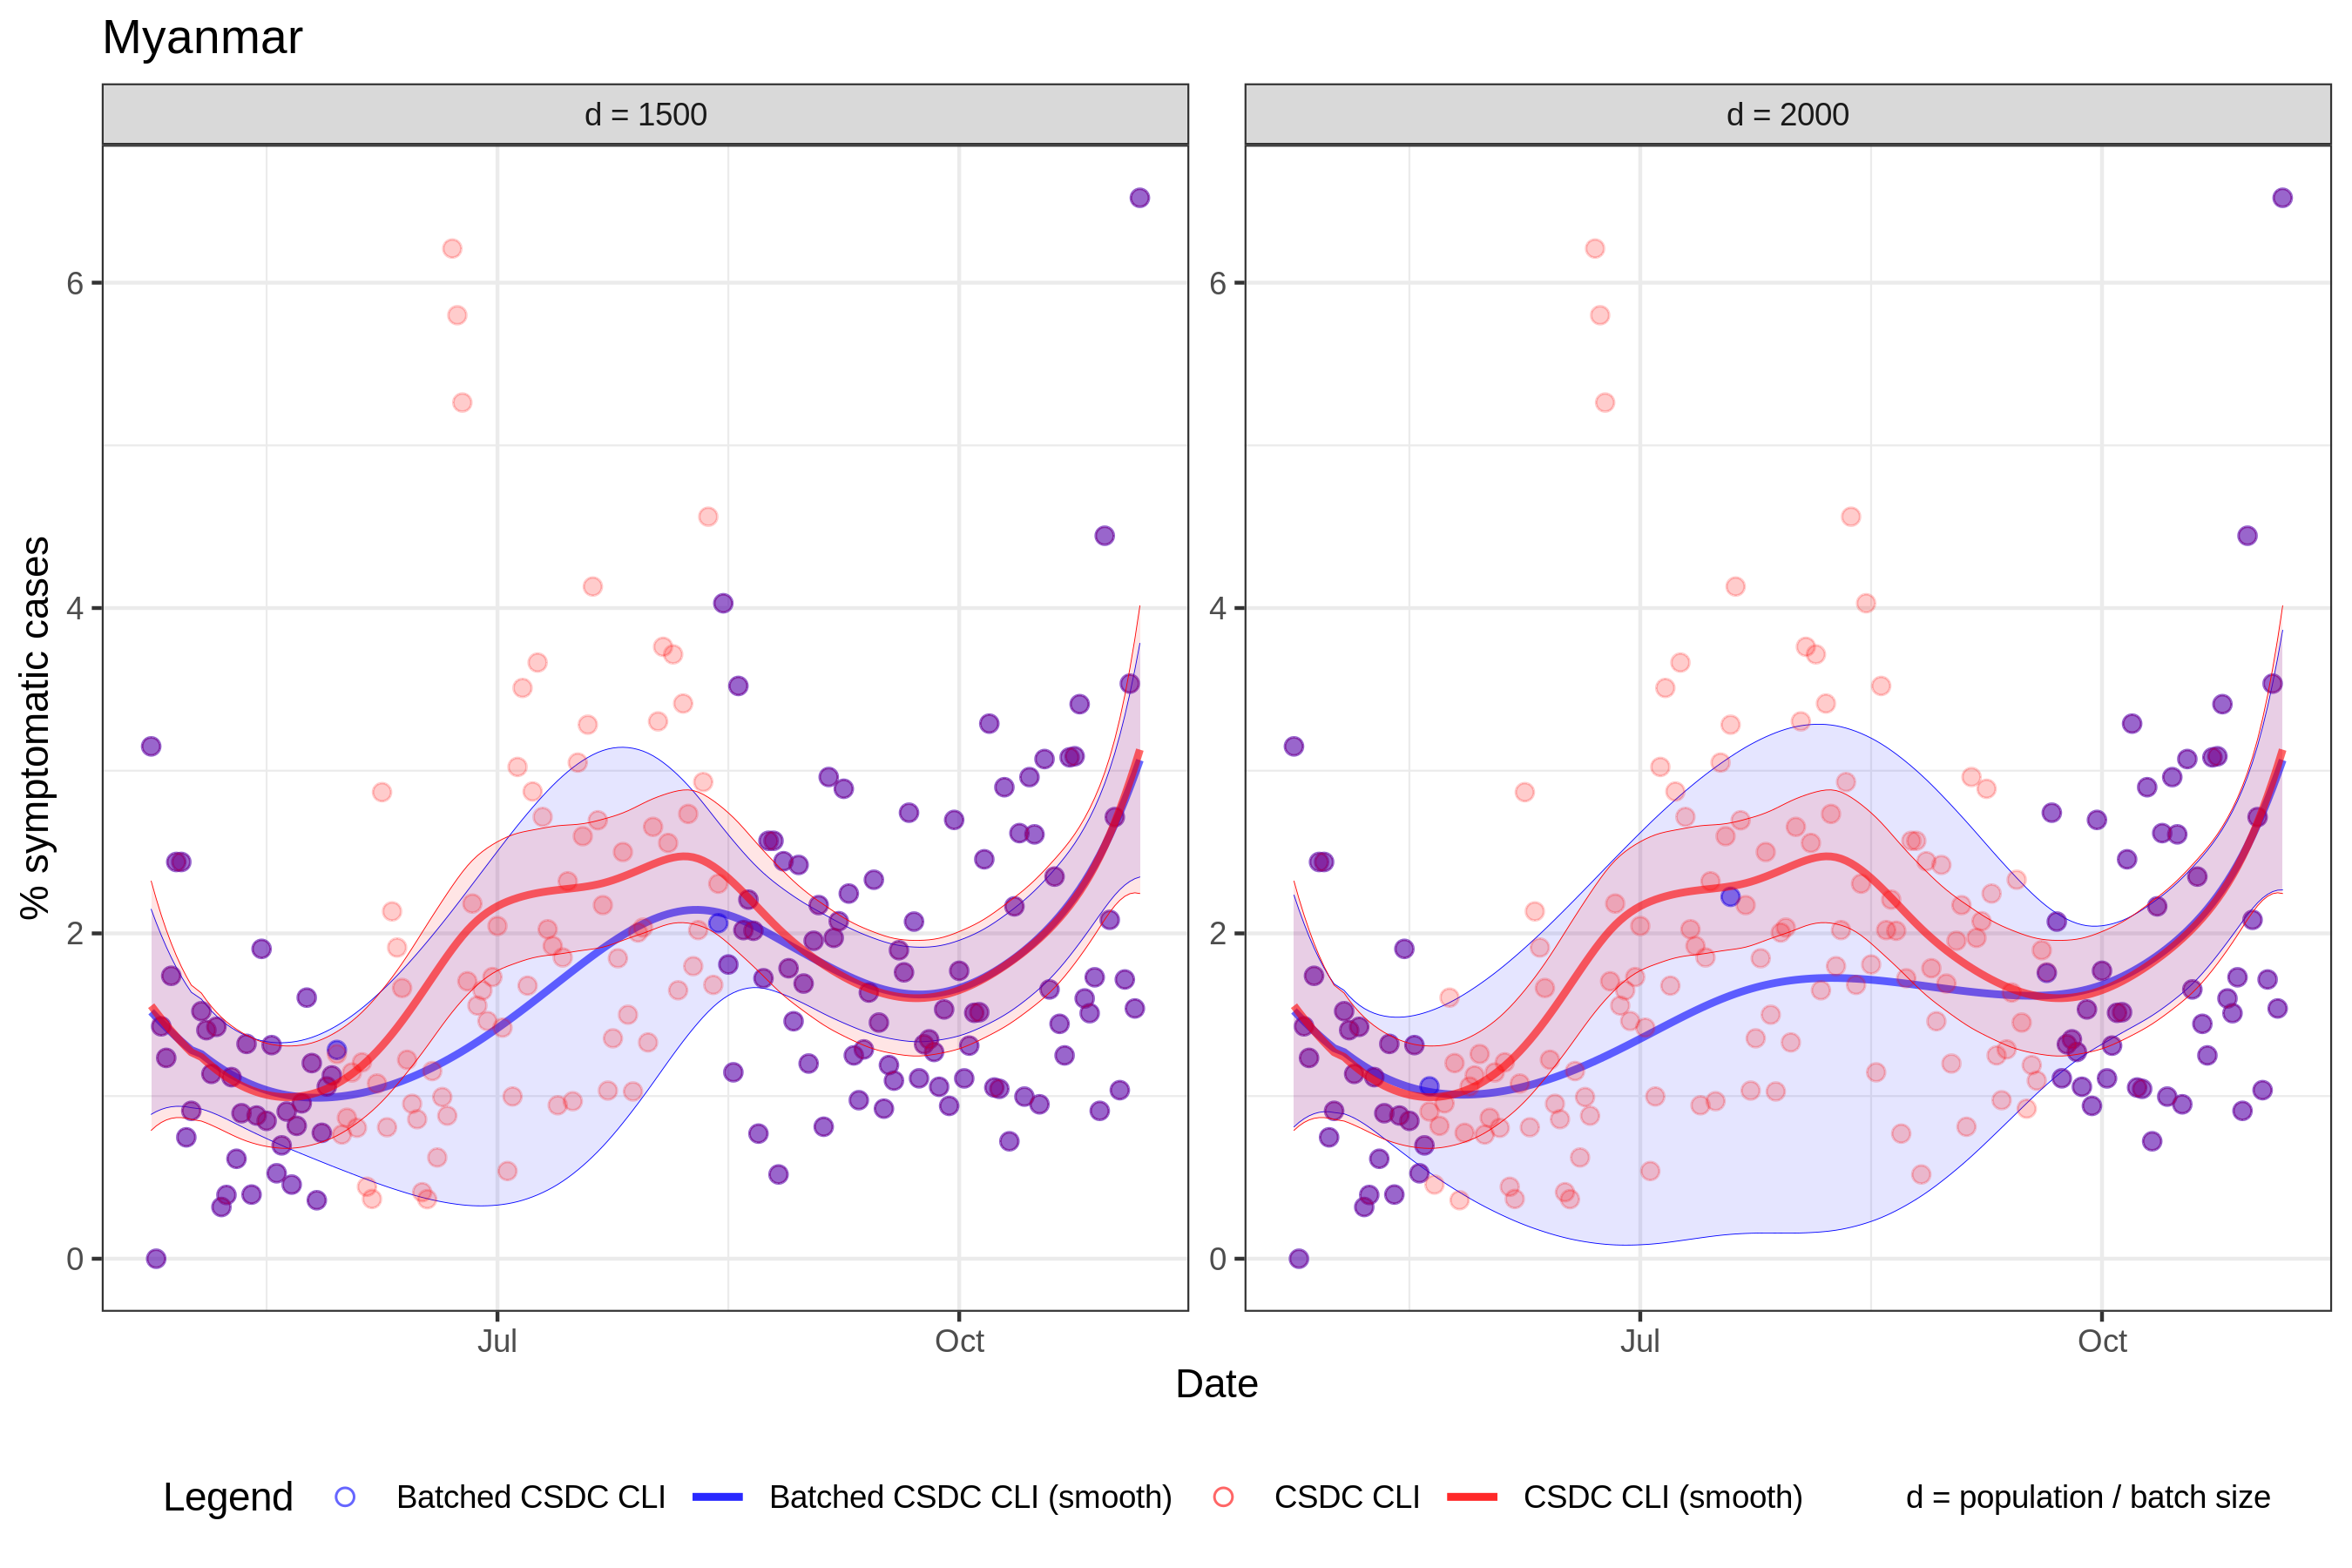 Myanmar
d = 1500
d = 2000
% symptomatic cases
6
4
2
0
6
4
2
0
Jul
Oct
Jul
Oct
Date
Legend
Batched CSDC CLI
Batched CSDC CLI (smooth)
CSDC CLI
CSDC CLI (smooth)
d = population / batch size